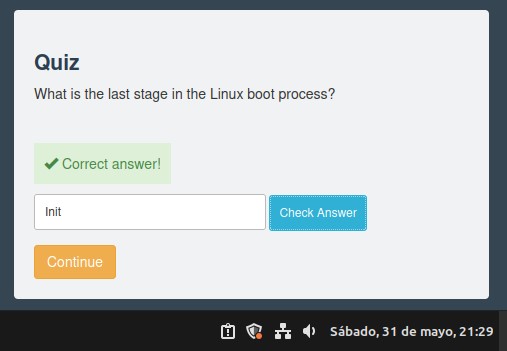 Quiz
What is the last stage in the Linux boot process?
Correct answer!
Init
Check Answer
Continue
Sábado, 31 de mayo, 21:29